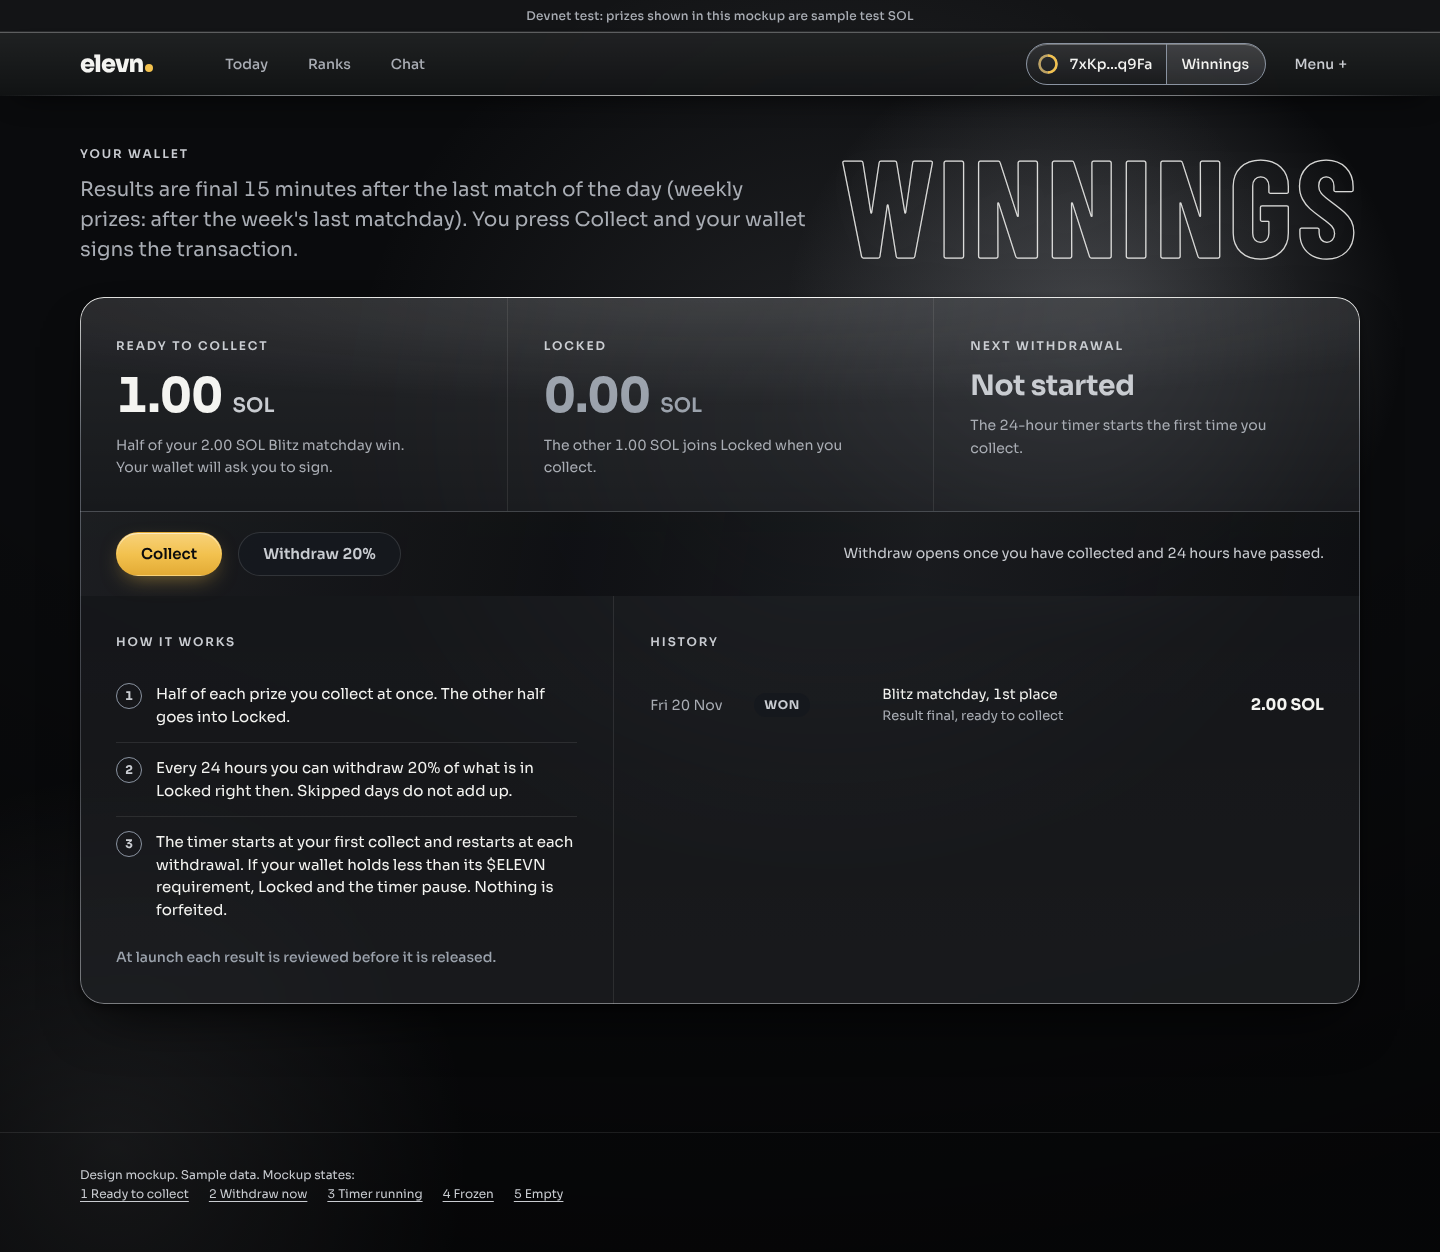 Devnet test: prizes shown in this mockup are sample test SOL
elevn.
Today
Ranks
Chat
7xKp...q9Fa
Winnings
Menu +
YOUR WALLET
Results are final 15 minutes after the last match of the day (weekly
prizes: after the week's last matchday). You press Collect and your wallet
signs the transaction.
WINNINGS
READY TO COLLECT
1.00 SOL
Half of your 2.00 SOL Blitz matchday win.
Your wallet will ask you to sign.
LOCKED
0.00 SOL
The other 1.00 SOL joins Locked when you
collect.
NEXT WITHDRAWAL
Not started
The 24-hour timer starts the first time you
collect.
Collect
Withdraw 20%
Withdraw opens once you have collected and 24 hours have passed.
HOW IT WORKS
1
Half of each prize you collect at once. The other half
goes into Locked.
2
Every 24 hours you can withdraw 20% of what is in
Locked right then. Skipped days do not add up.
3
The timer starts at your first collect and restarts at each
withdrawal. If your wallet holds less than its $ELEVN
requirement, Locked and the timer pause. Nothing is
forfeited.
At launch each result is reviewed before it is released.
HISTORY
Fri 20 Nov
WON
Blitz matchday, 1st place
Result final, ready to collect
2.00 SOL
Design mockup. Sample data. Mockup states:
1 Ready to collect
2 Withdraw now
3 Timer running
4 Frozen
5 Empty